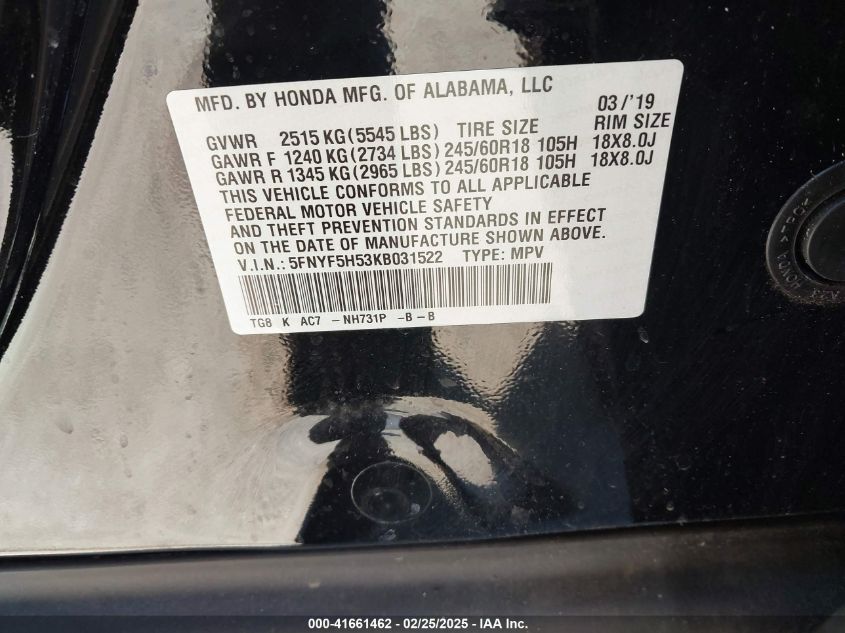 MFD. BY HONDA MFG. OF ALABAMA, LLC
03/'19
GVWR 2515 KG(5545 LBS) TIRE SIZE RIM SIZE
GAWR F 1240 KG(2734 LBS)245/60R18 105H 18X8.0J
GAWR R 1345 KG(2965 LBS)245/60R18 105H 18X8.0J
THIS VEHICLE CONFORMS TO ALL APPLICABLE
FEDERAL MOTOR VEHICLE SAFETY
AND THEFT PREVENTION STANDARDS IN EFFECT
ON THE DATE OF MANUFACTURE SHOWN ABOVE.
V.I.N.: 5FNYF5H53KB031522 TYPE: MPV
TG8 K AC7 -NH731P -B-B
HONDA
000-41661462 - 02/25/2025 - IAA Inc.